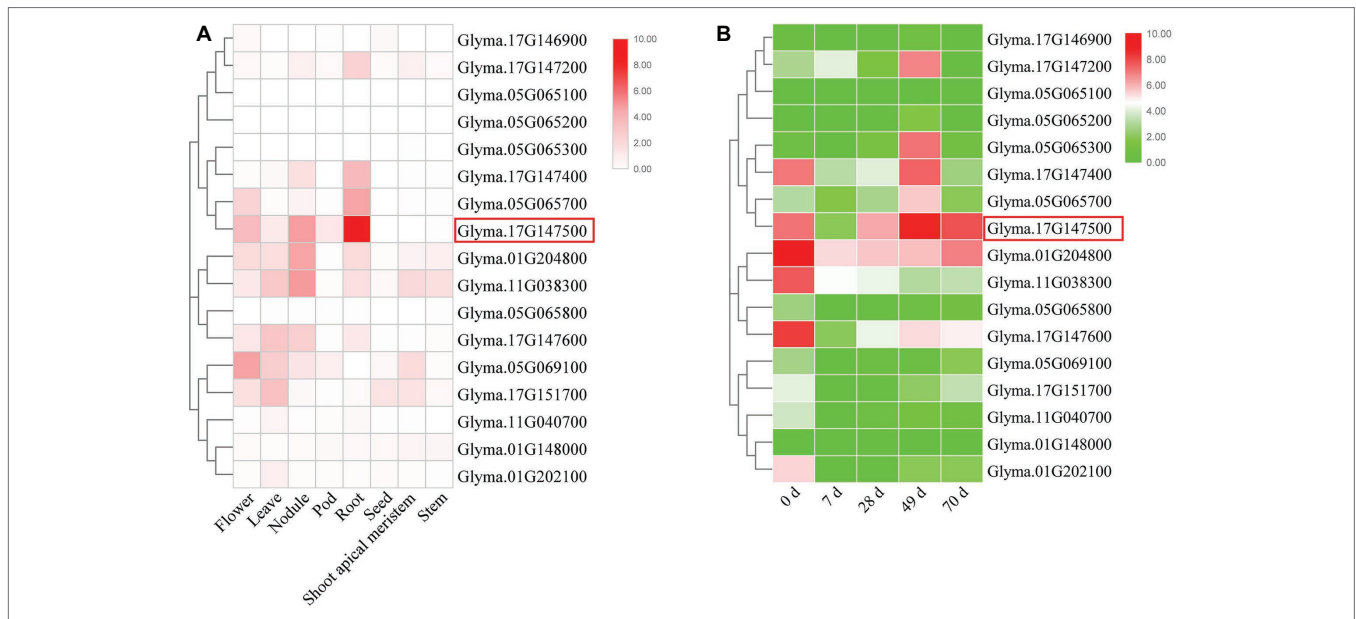 A
Glyma.17G146900
Glyma.17G147200
Glyma.05G065100
Glyma.05G065200
Glyma.05G065300
Glyma.17G147400
Glyma.05G065700
Glyma.17G147500
Glyma.01G204800
Glyma.11G038300
Glyma.05G065800
Glyma.17G147600
Glyma.05G069100
Glyma.17G151700
Glyma.11G040700
Glyma.01G148000
Glyma.01G202100
10.00
8.00
6.00
4.00
2.00
0.00
Flower
Leave
Nodule
Pod
Root
Seed
Shoot apical meristem
Stem
B
Glyma.17G146900
Glyma.17G147200
Glyma.05G065100
Glyma.05G065200
Glyma.05G065300
Glyma.17G147400
Glyma.05G065700
Glyma.17G147500
Glyma.01G204800
Glyma.11G038300
Glyma.05G065800
Glyma.17G147600
Glyma.05G069100
Glyma.17G151700
Glyma.11G040700
Glyma.01G148000
Glyma.01G202100
10.00
8.00
6.00
4.00
2.00
0.00
0 d
7 d
28 d
49 d
70 d